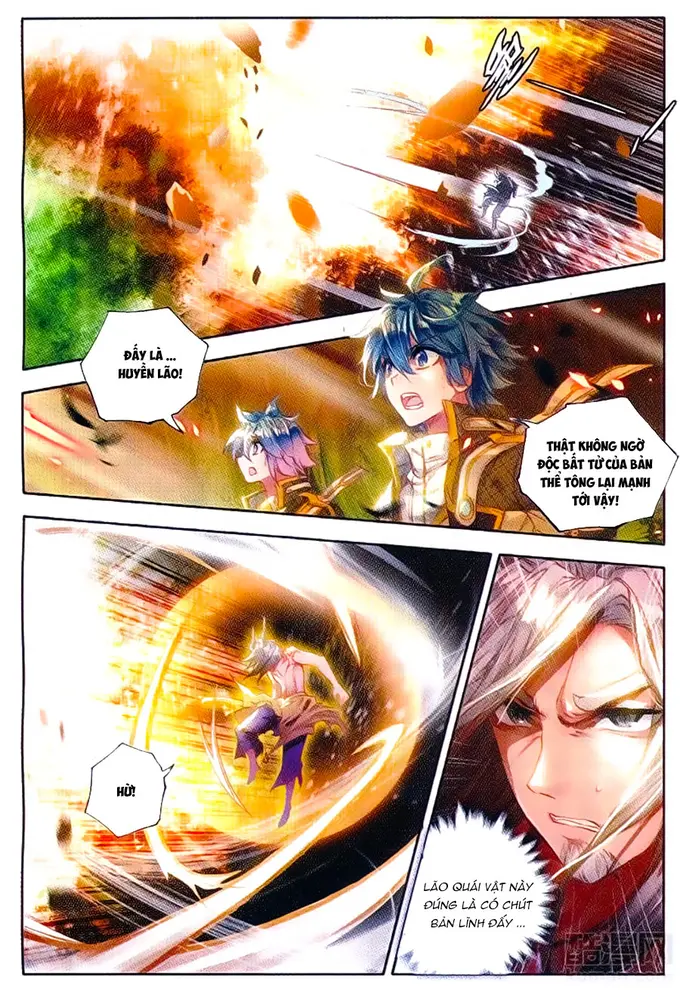 ĐẤY LÀ ...
HUYỀN LÃO!
THẬT KHÔNG NGỜ
ĐỘC BẤT TỬ CỦA BẢN
THỂ TÔNG LẠI MẠNH
TỚI VẬY!
HỪ!
LÃO QUÁI VẬT NÀY
ĐÚNG LÀ CÓ CHÚT
BẢN LĨNH ĐẤY ...